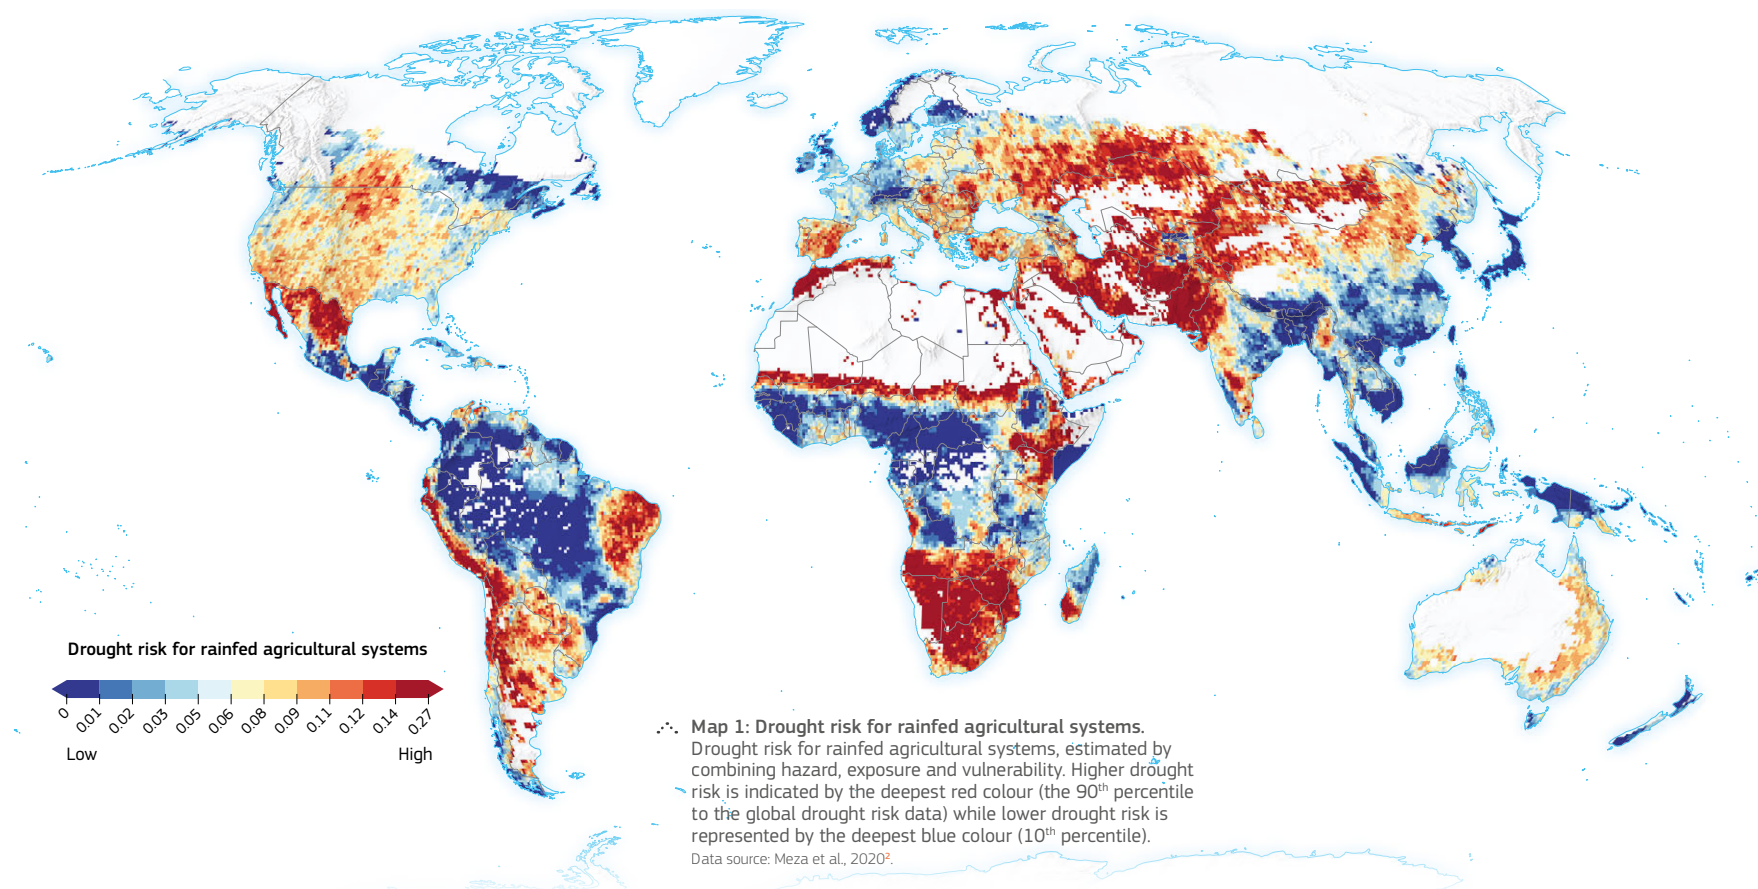 Drought risk for rainfed agricultural systems
0 0.01 0.02 0.03 0.05 0.06 0.08 0.09 0.11 0.12 0.14 0.27
Low High
Map 1: Drought risk for rainfed agricultural systems.
Drought risk for rainfed agricultural systems, estimated by
combining hazard, exposure and vulnerability. Higher drought
risk is indicated by the deepest red colour (the 90th percentile
to the global drought risk data) while lower drought risk is
represented by the deepest blue colour (10th percentile).
Data source: Meza et al., 2020².